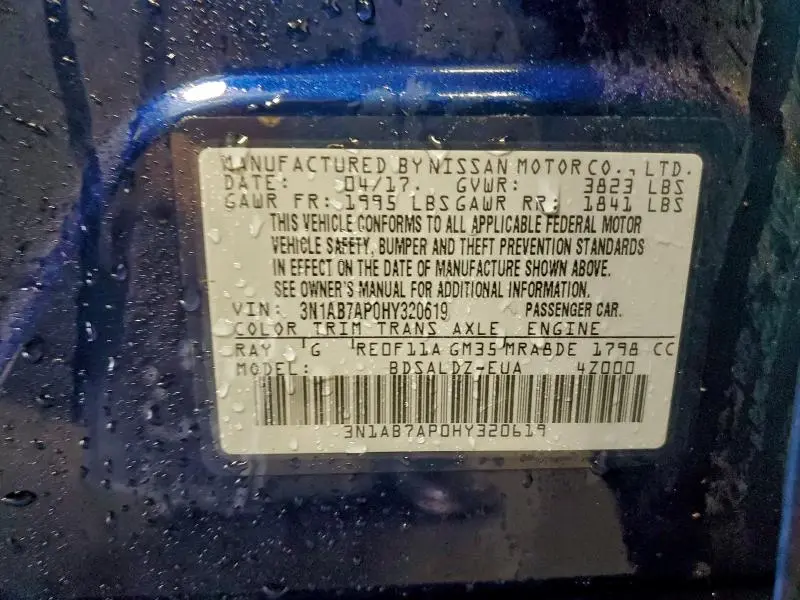 MANUFACTURED BY NISSAN MOTOR CO., LTD.
DATE: 04/17. GVWR: 3823 LBS
GAWR FR: 1995 LBS GAWR RR: 1841 LBS
THIS VEHICLE CONFORMS TO ALL APPLICABLE FEDERAL MOTOR
VEHICLE SAFETY, BUMPER AND THEFT PREVENTION STANDARDS
IN EFFECT ON THE DATE OF MANUFACTURE SHOWN ABOVE.
SEE OWNER'S MANUAL FOR ADDITIONAL INFORMATION.
VIN: 3N1AB7AP0HY320619 PASSENGER CAR.
COLOR TRIM TRANS AXLE ENGINE
RAY G RE0F11A GM35 MRA8DE 1798 CC
MODEL: BDSALDZ-EUA 4Z000
3N1AB7AP0HY320619